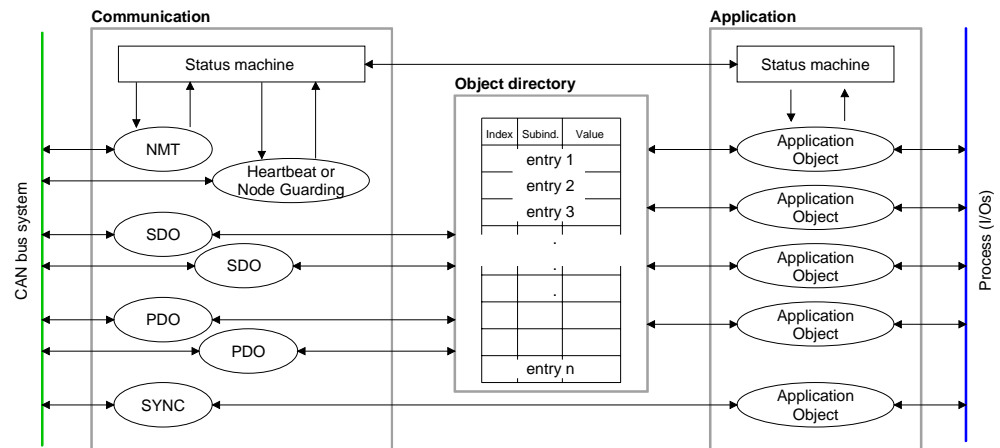 Communication
Application
Status machine
Status machine
Object directory
Index Subind. Value
NMT
Heartbeat or
Node Guarding
entry 1
entry 2
entry 3
.
.
.
entry n
SDO
SDO
PDO
PDO
SYNC
Application
Object
Application
Object
Application
Object
Application
Object
Application
Object
CAN bus system
Process (I/Os)